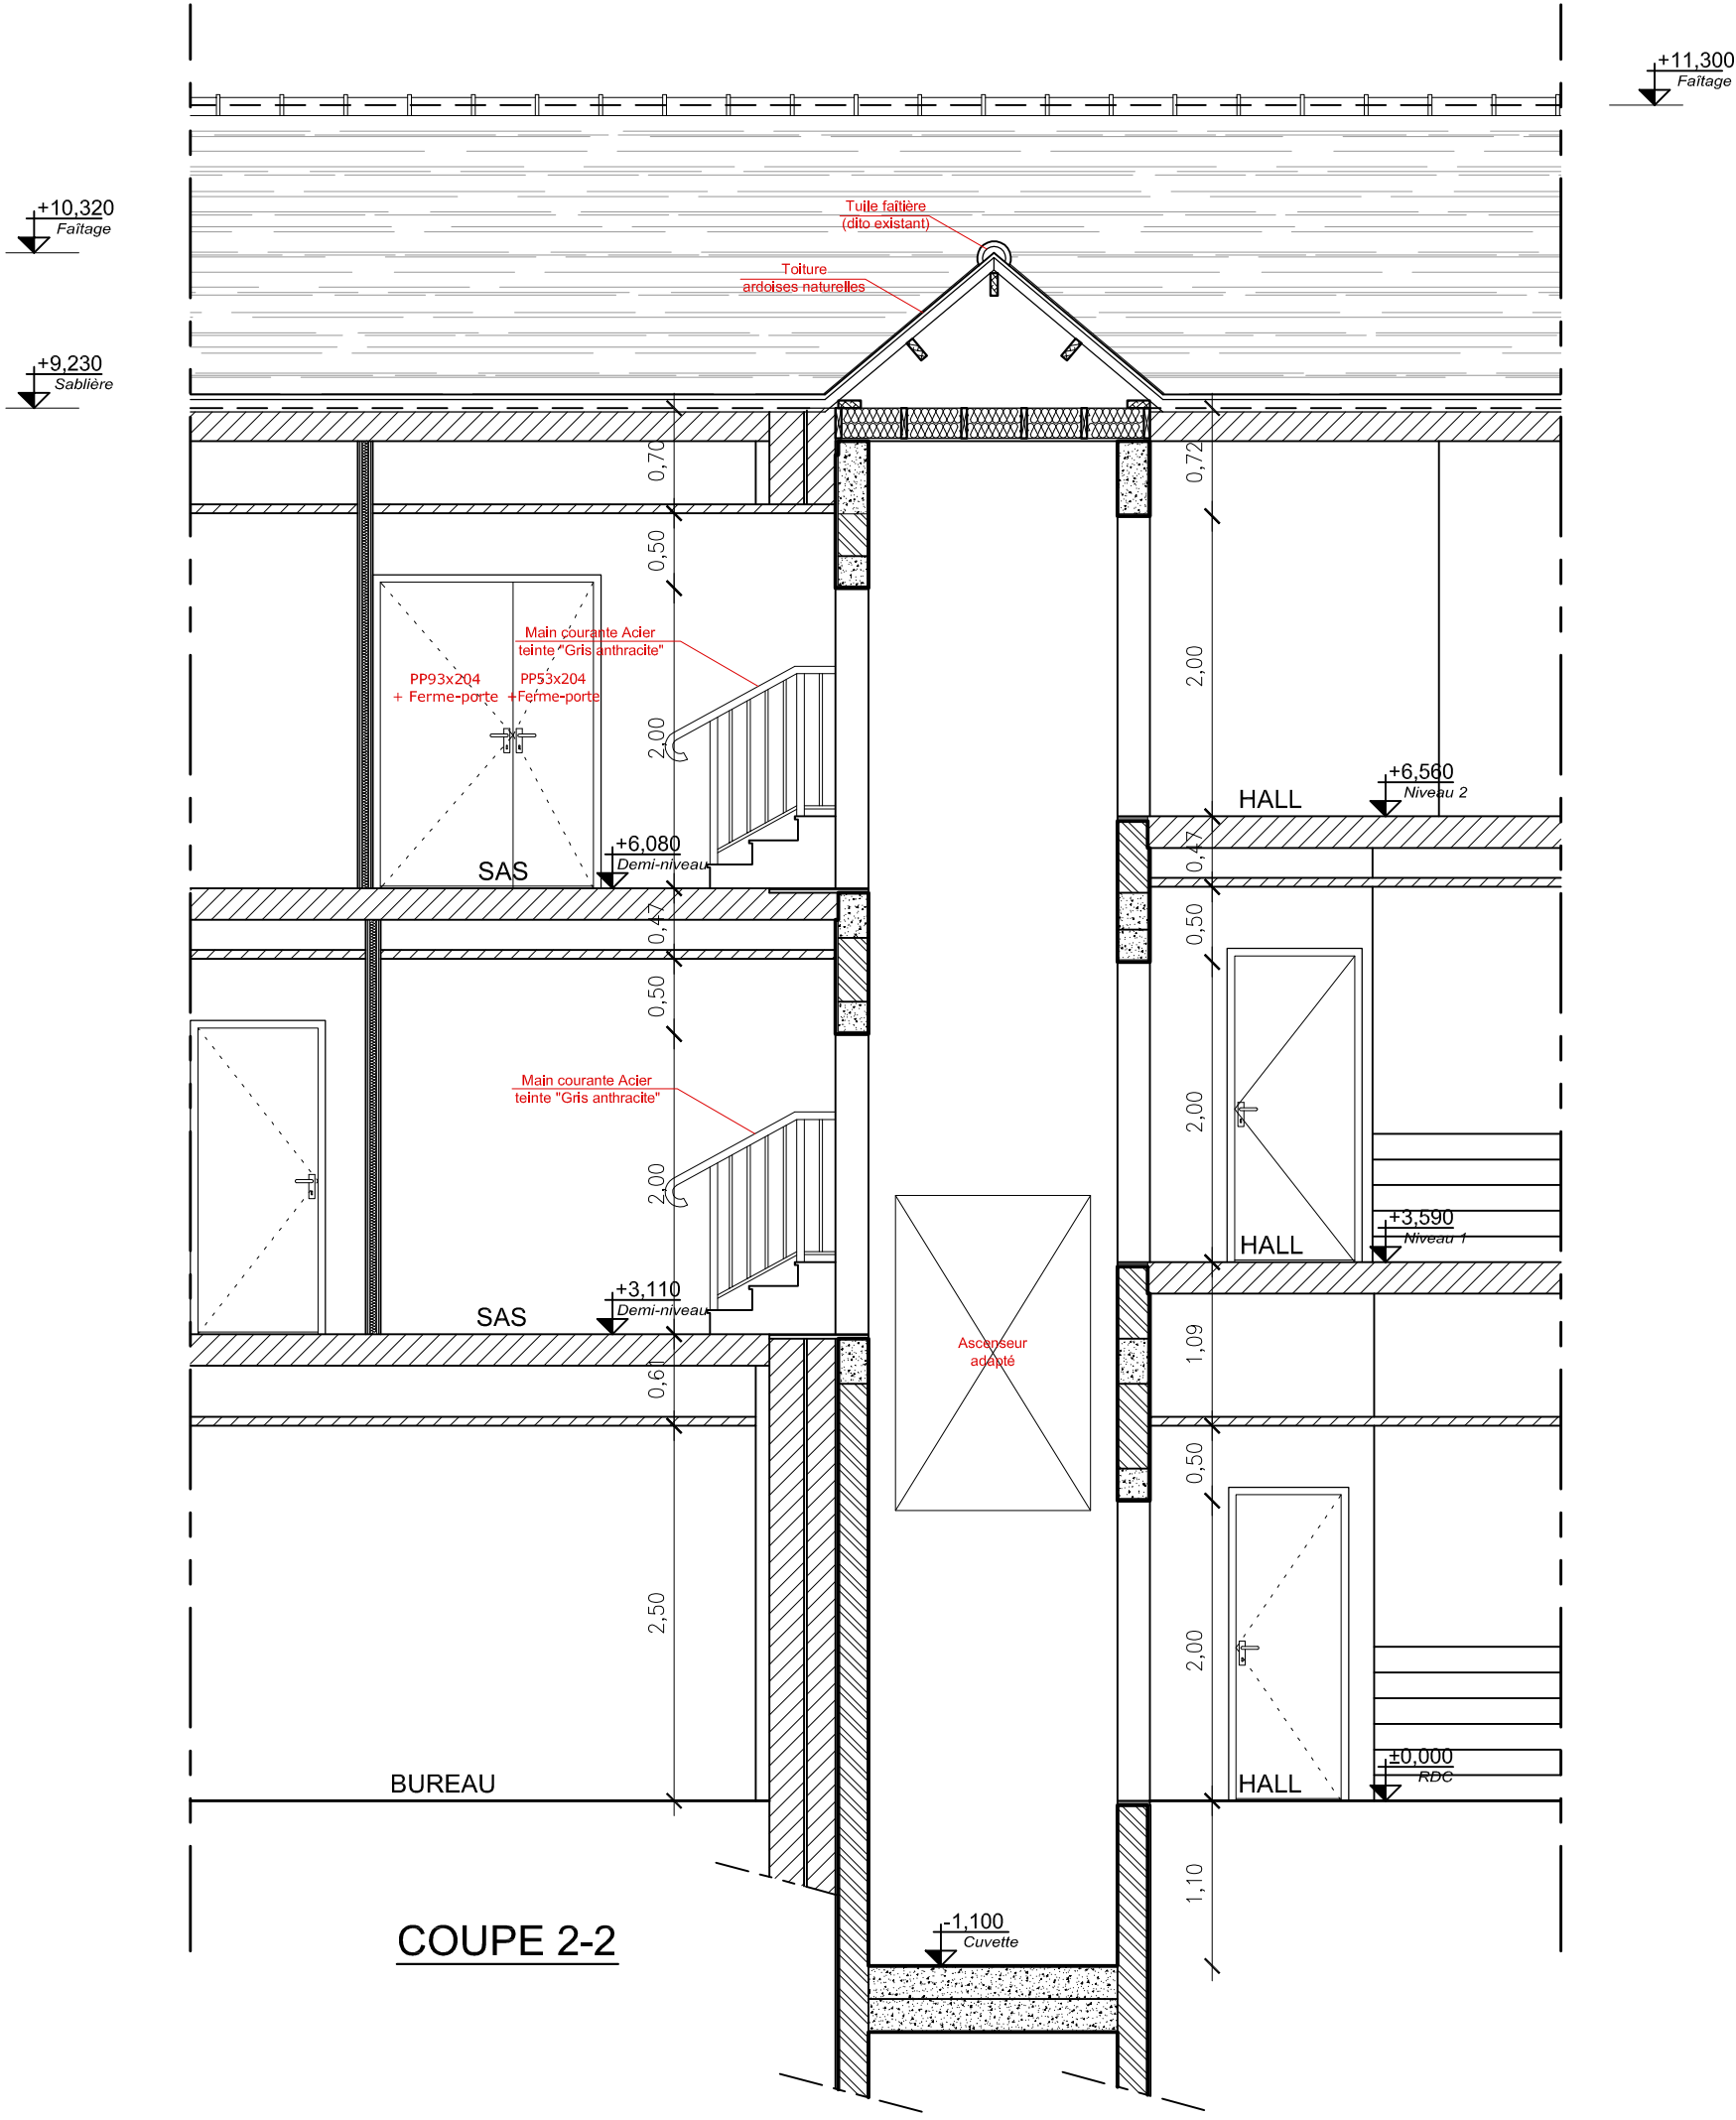 +11,300
Faîtage
+10,320
Faîtage
Tuile faîtière
(dito existant)
Toiture
ardoises naturelles
+9,230
Sablière
0,70
0,72
0,50
Main courante Acier
teinte "Gris anthracite"
PP93x204
+ Ferme-porte
PP53x204
+Ferme-porte
2,00
2,00
+6,560
Niveau 2
HALL
+6,080
Demi-niveau
SAS
0,47
0,47
0,50
0,50
Main courante Acier
teinte "Gris anthracite"
2,00
2,00
+3,590
Niveau 1
HALL
+3,110
Demi-niveau
SAS
Ascenseur
adapté
0,61
1,09
0,50
2,50
2,00
±0,000
RDC
BUREAU
HALL
1,10
-1,100
Cuvette
COUPE 2-2